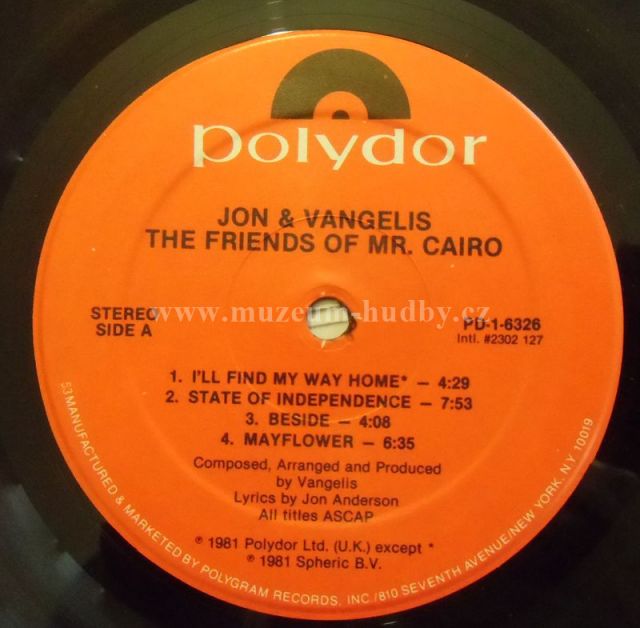 polydor
JON & VANGELIS
THE FRIENDS OF MR. CAIRO
STEREO
SIDE A
www.muzeum-hudby.cz
PD-1-6326
Intl. #2302 127
1. I'LL FIND MY WAY HOME* – 4:29
2. STATE OF INDEPENDENCE – 7:53
3. BESIDE – 4:08
4. MAYFLOWER – 6:35
Composed, Arranged and Produced
by Vangelis
Lyrics by Jon Anderson
All titles ASCAP
℗ 1981 Polydor Ltd. (U.K.) except *
℗ 1981 Spheric B.V.
53 MANUFACTURED & MARKETED BY POLYGRAM RECORDS, INC./810 SEVENTH AVENUE/NEW YORK, NY 10019